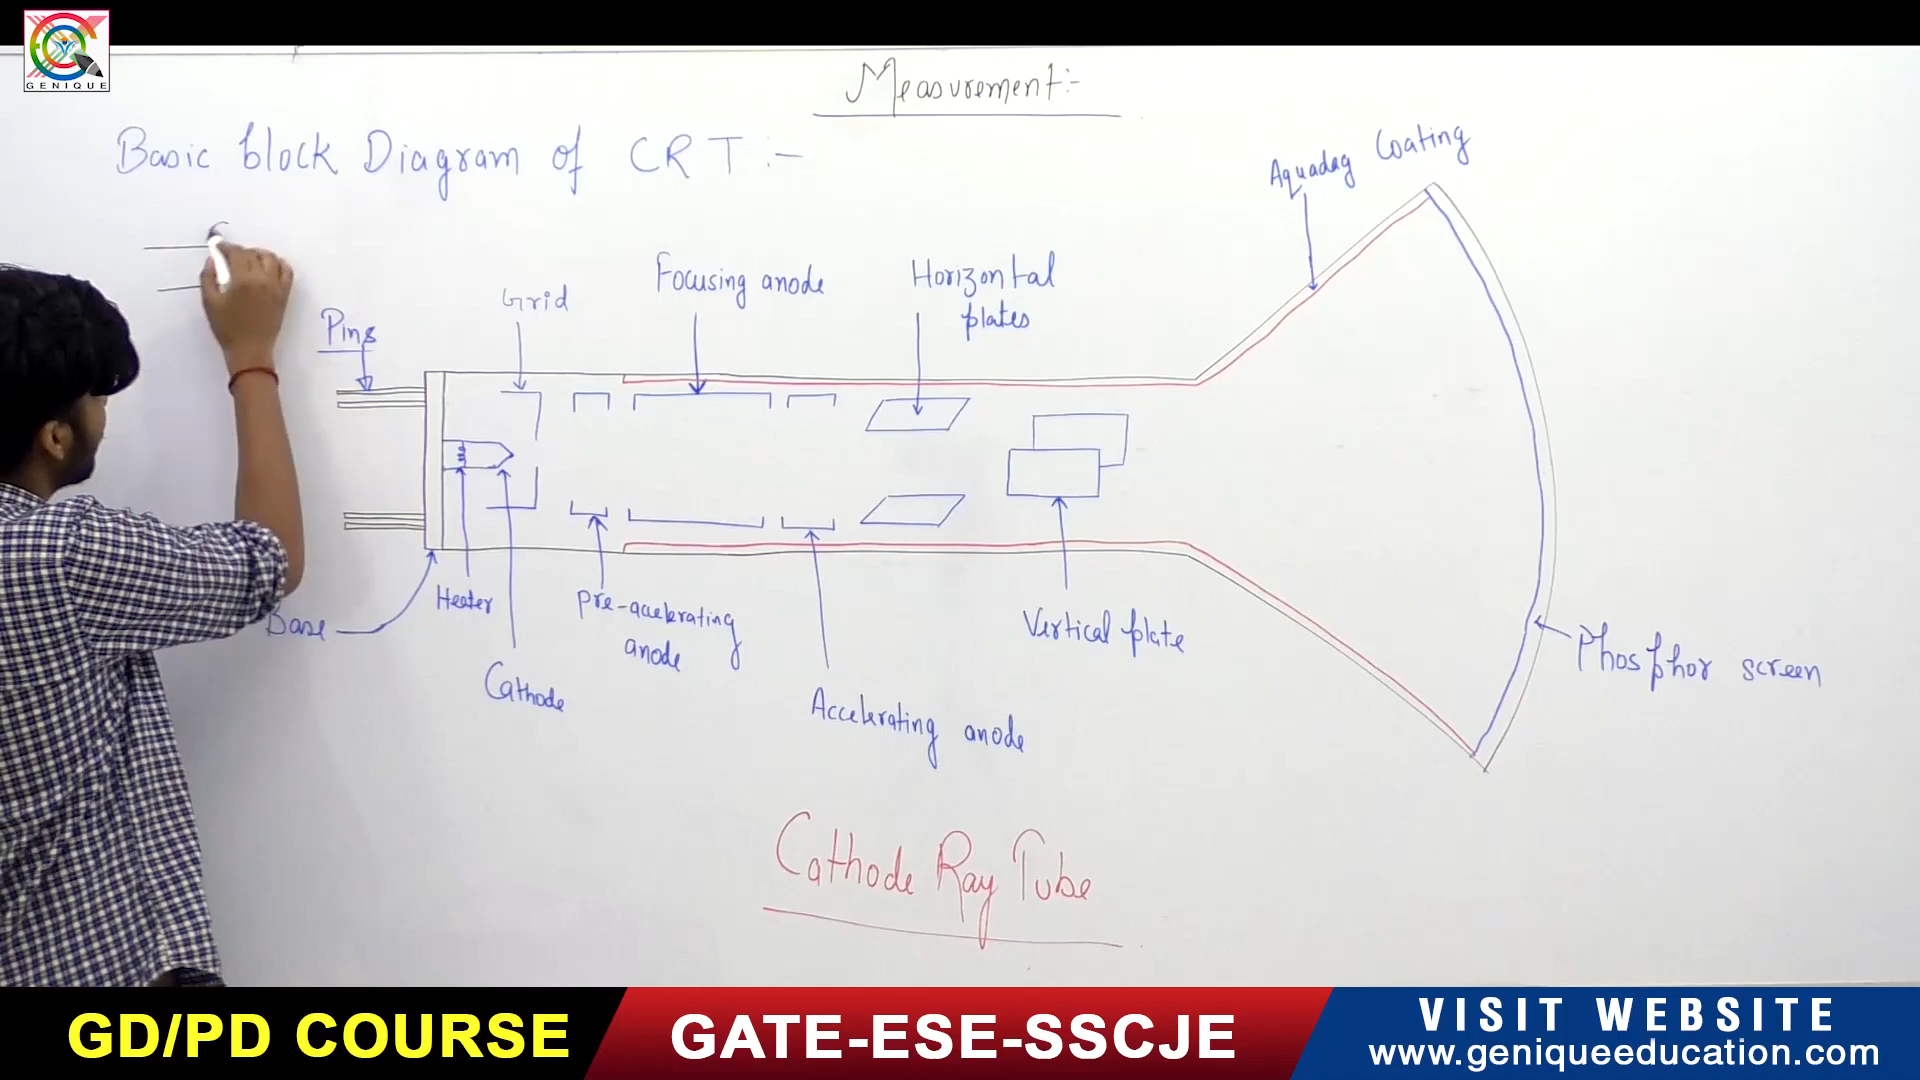 GENIQUE
Measurement:-
Basic block Diagram of CRT :-
Aquadag Coating
Grid
Focusing anode
Horizontal
plates
Pins
Heater
Base
Pre-accelerating
anode
Cathode
Vertical plate
Accelerating anode
Phosphor screen
Cathode Ray Tube
GD/PD COURSE
GATE-ESE-SSCJE
VISIT WEBSITE
www.geniqueeducation.com